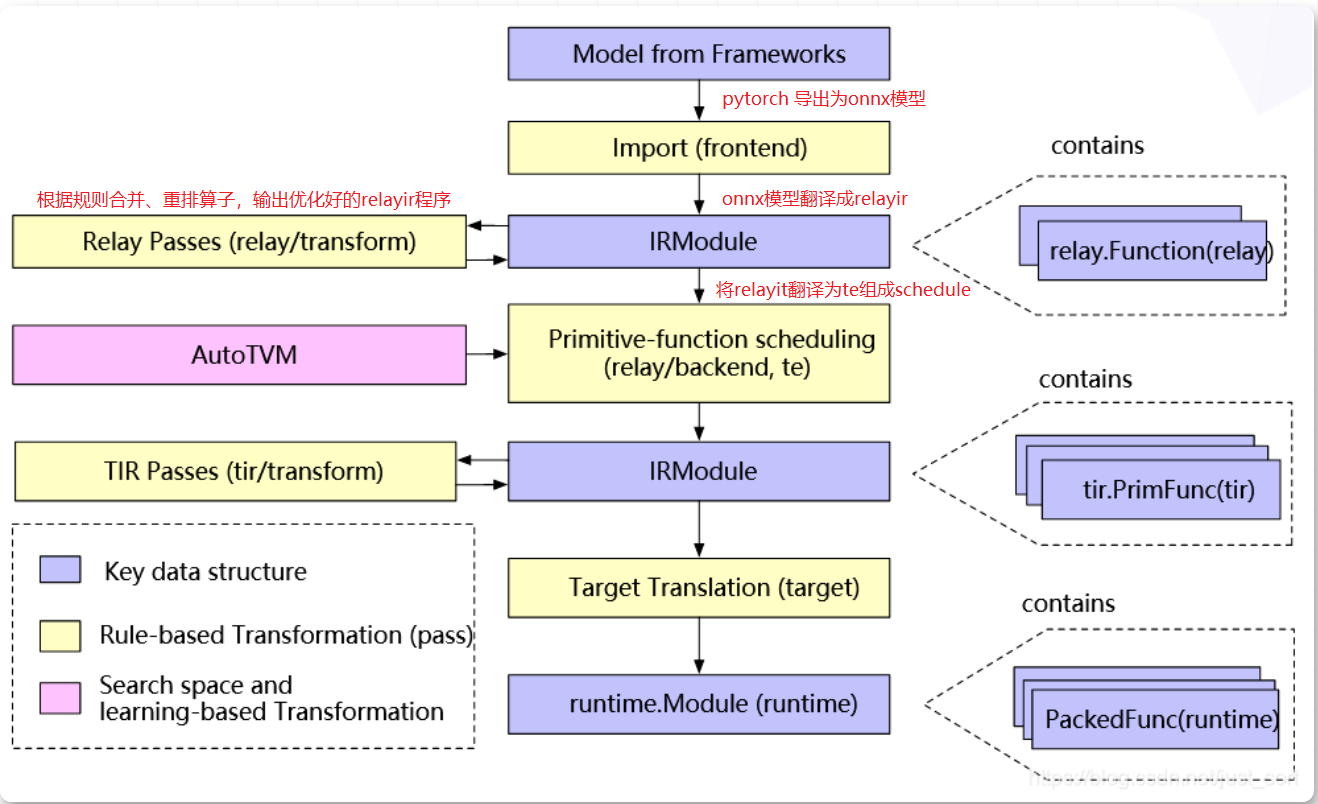 Model from Frameworks
pytorch 导出为onnx模型
Import (frontend)
contains
根据规则合并、重排算子，输出优化好的relayir程序
onnx模型翻译成relayir
Relay Passes (relay/transform)
IRModule
relay.Function(relay)
将relayit翻译为te组成schedule
AutoTVM
Primitive-function scheduling
(relay/backend, te)
contains
TIR Passes (tir/transform)
IRModule
tir.PrimFunc(tir)
Key data structure
Target Translation (target)
contains
Rule-based Transformation (pass)
Search space and
learning-based Transformation
runtime.Module (runtime)
PackedFunc(runtime)